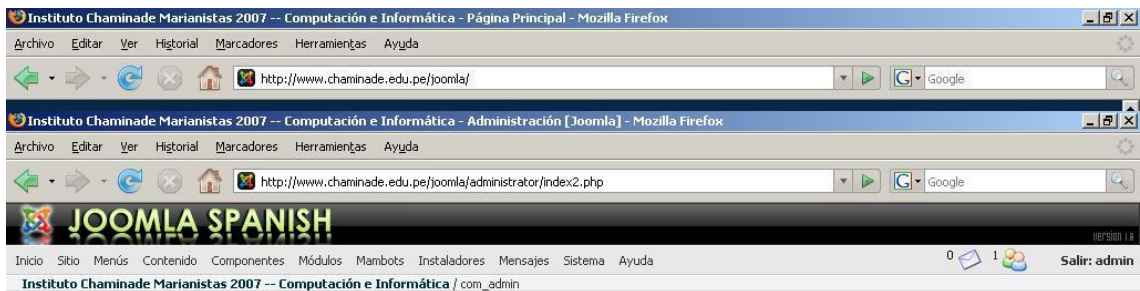 Instituto Chaminade Marianistas 2007 -- Computación e Informática - Página Principal - Mozilla Firefox
Archivo Editar Ver Historial Marcadores Herramientas Ayuda
http://www.chaminade.edu.pe/joomla/ Google
Instituto Chaminade Marianistas 2007 -- Computación e Informática - Administración [Joomla] - Mozilla Firefox
Archivo Editar Ver Historial Marcadores Herramientas Ayuda
http://www.chaminade.edu.pe/joomla/administrator/index2.php Google
JOOMLA SPANISH
version 1.0
Inicio Sitio Menús Contenido Componentes Módulos Mambots Instaladores Mensajes Sistema Ayuda 0 1 Salir: admin
Instituto Chaminade Marianistas 2007 -- Computación e Informática / com_admin